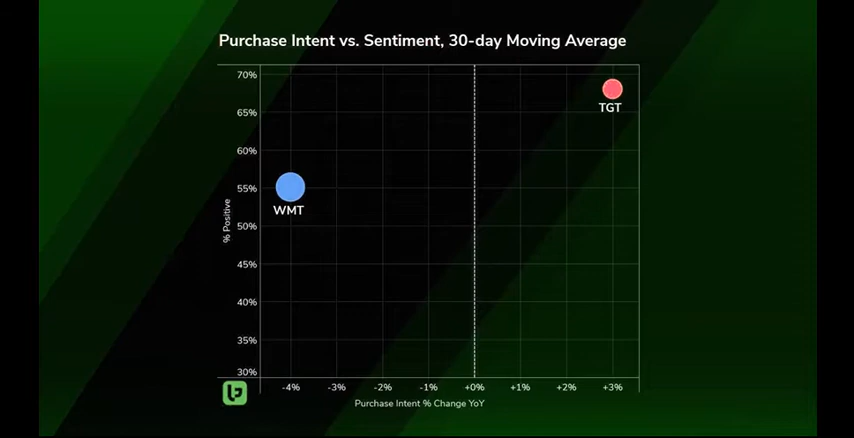 Purchase Intent vs. Sentiment, 30-day Moving Average
70%
TGT
65%
60%
55%
WMT
50%
% Positive
45%
40%
35%
30%
-4% -3% -2% -1% +0% +1% +2% +3%
Purchase Intent % Change YoY